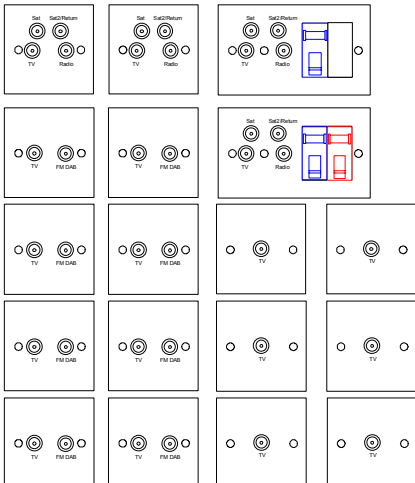 Sat Sat2/Return Sat Sat2/Return Sat Sat2/Return
TV Radio TV Radio TV Radio
Sat Sat2/Return
TV FM DAB TV FM DAB TV Radio
TV FM DAB TV FM DAB TV TV
TV FM DAB TV FM DAB TV TV
TV FM DAB TV FM DAB TV TV